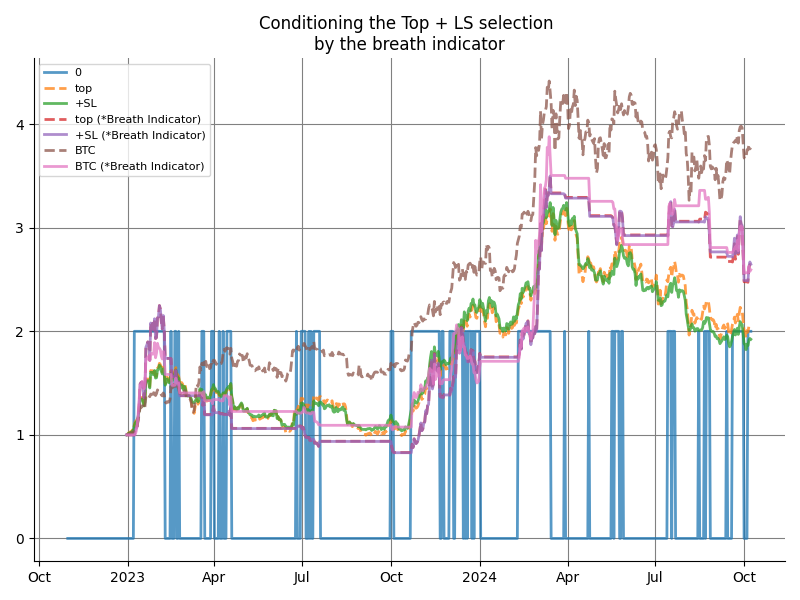 Conditioning the Top + LS selection
by the breath indicator
0
top
+SL
top (*Breath Indicator)
+SL (*Breath Indicator)
BTC
BTC (*Breath Indicator)
4
3
2
1
0
Oct
2023
Apr
Jul
Oct
2024
Apr
Jul
Oct